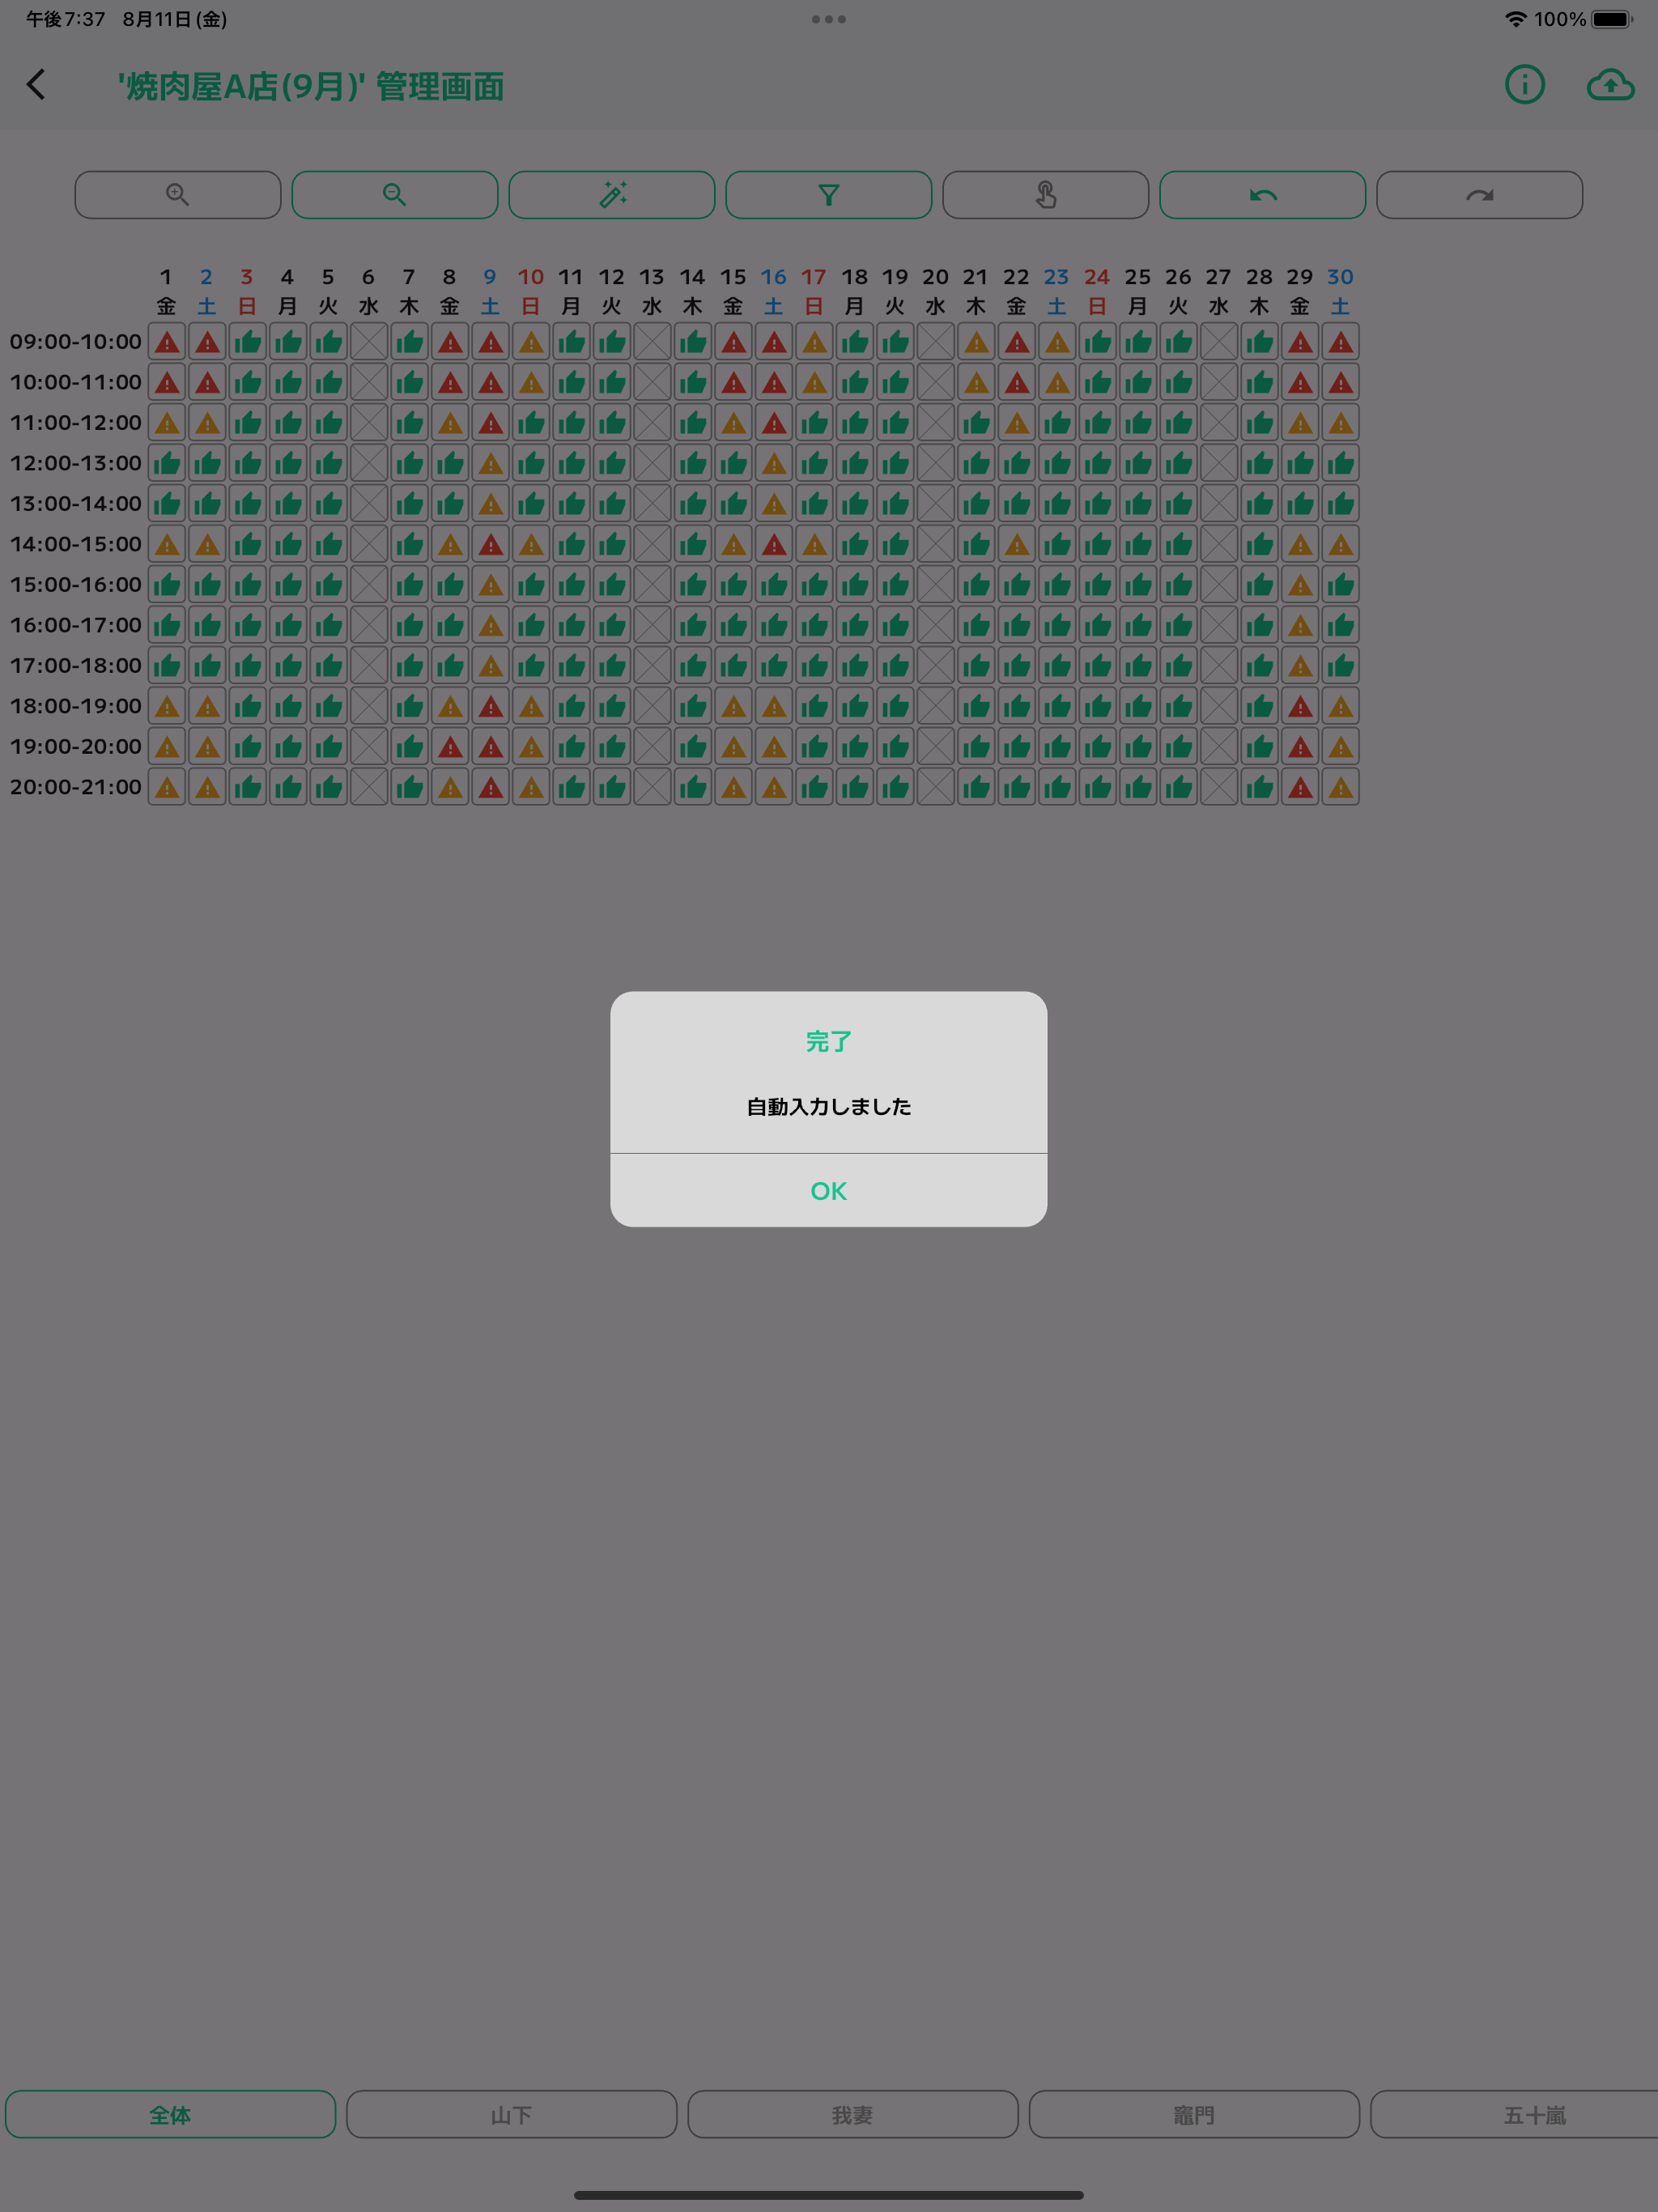 午後7:37 8月11日(金)
100%
'焼肉屋A店(9月)' 管理画面
1 2 3 4 5 6 7 8 9 10 11 12 13 14 15 16 17 18 19 20 21 22 23 24 25 26 27 28 29 30
金 土 日 月 火 水 木 金 土 日 月 火 水 木 金 土 日 月 火 水 木 金 土 日 月 火 水 木 金 土
09:00-10:00
10:00-11:00
11:00-12:00
12:00-13:00
13:00-14:00
14:00-15:00
15:00-16:00
16:00-17:00
17:00-18:00
18:00-19:00
19:00-20:00
20:00-21:00
完了
自動入力しました
OK
全体 山下 我妻 竈門 五十嵐